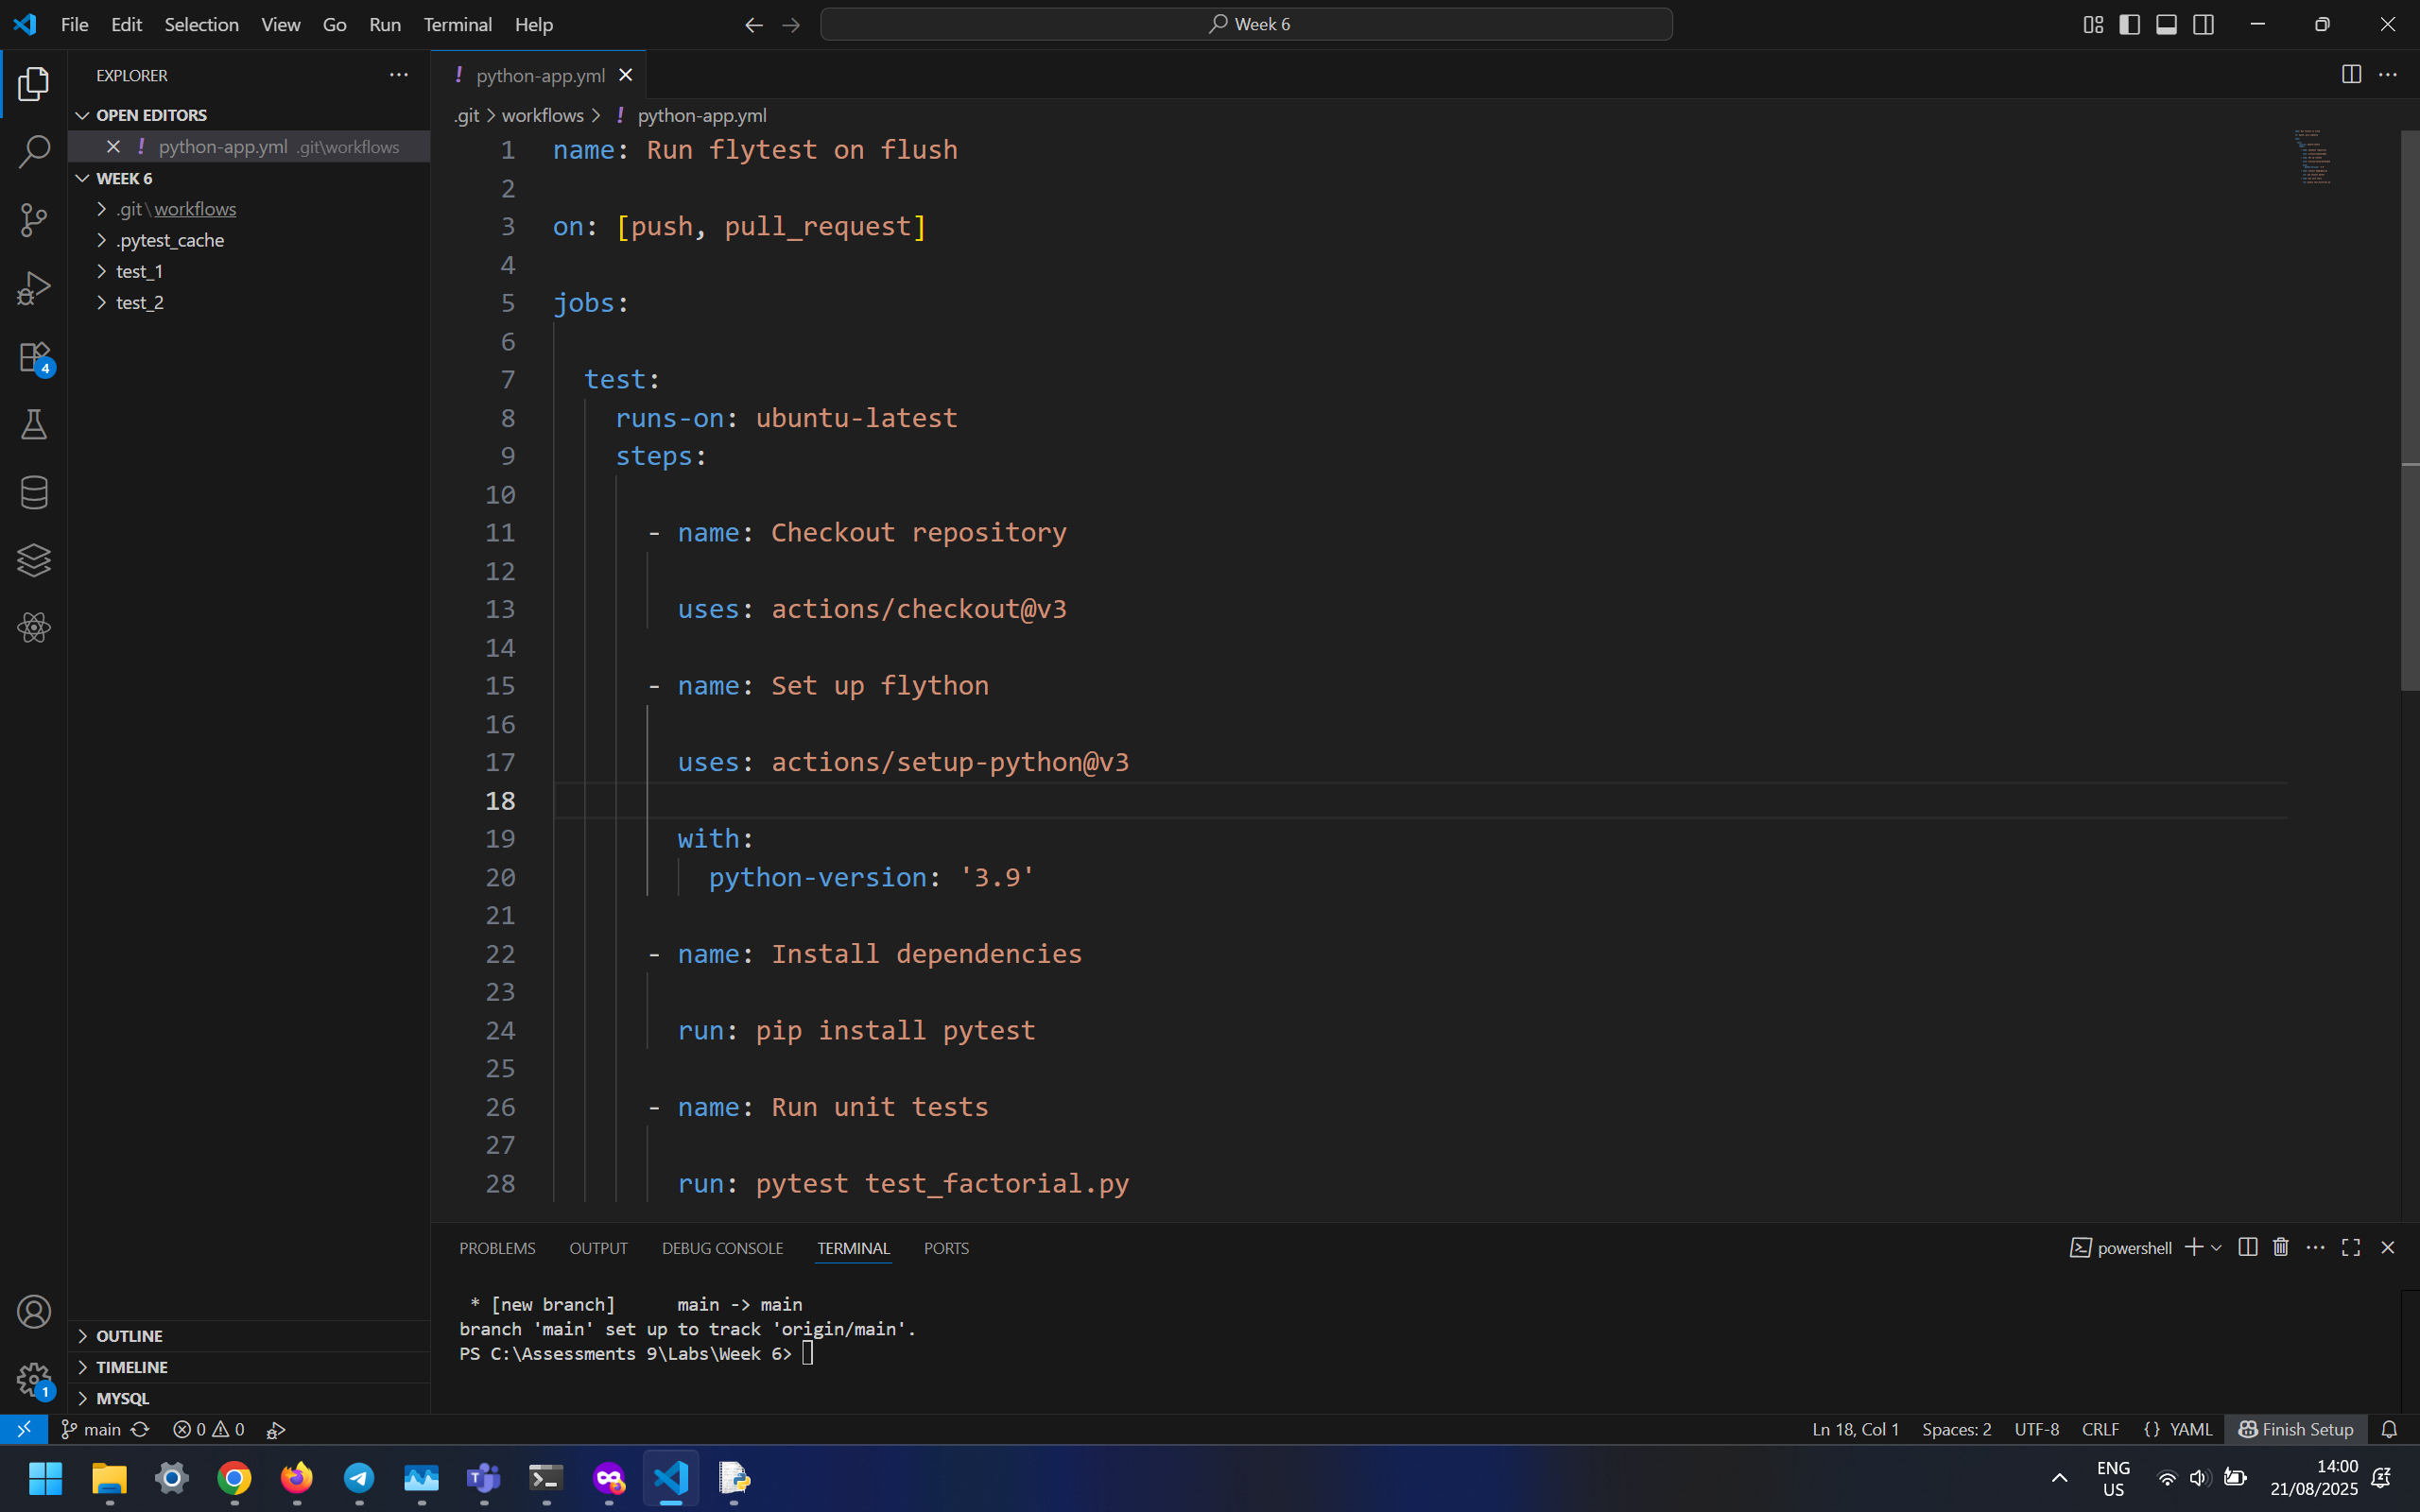 File Edit Selection View Go Run Terminal Help
Week 6
EXPLORER
OPEN EDITORS
! python-app.yml .git\workflows
WEEK 6
.git\workflows
.pytest_cache
test_1
test_2
OUTLINE
TIMELINE
MYSQL
4
1
! python-app.yml
.git > workflows > ! python-app.yml
1 name: Run flytest on flush
2
3 on: [push, pull_request]
4
5 jobs:
6
7 test:
8 runs-on: ubuntu-latest
9 steps:
10
11 - name: Checkout repository
12
13 uses: actions/checkout@v3
14
15 - name: Set up flython
16
17 uses: actions/setup-python@v3
18
19 with:
20 python-version: '3.9'
21
22 - name: Install dependencies
23
24 run: pip install pytest
25
26 - name: Run unit tests
27
28 run: pytest test_factorial.py
PROBLEMS OUTPUT DEBUG CONSOLE TERMINAL PORTS
powershell
* [new branch] main -> main
branch 'main' set up to track 'origin/main'.
PS C:\Assessments 9\Labs\Week 6>
main 0 0
Ln 18, Col 1 Spaces: 2 UTF-8 CRLF {} YAML Finish Setup
ENG
US
14:00
21/08/2025